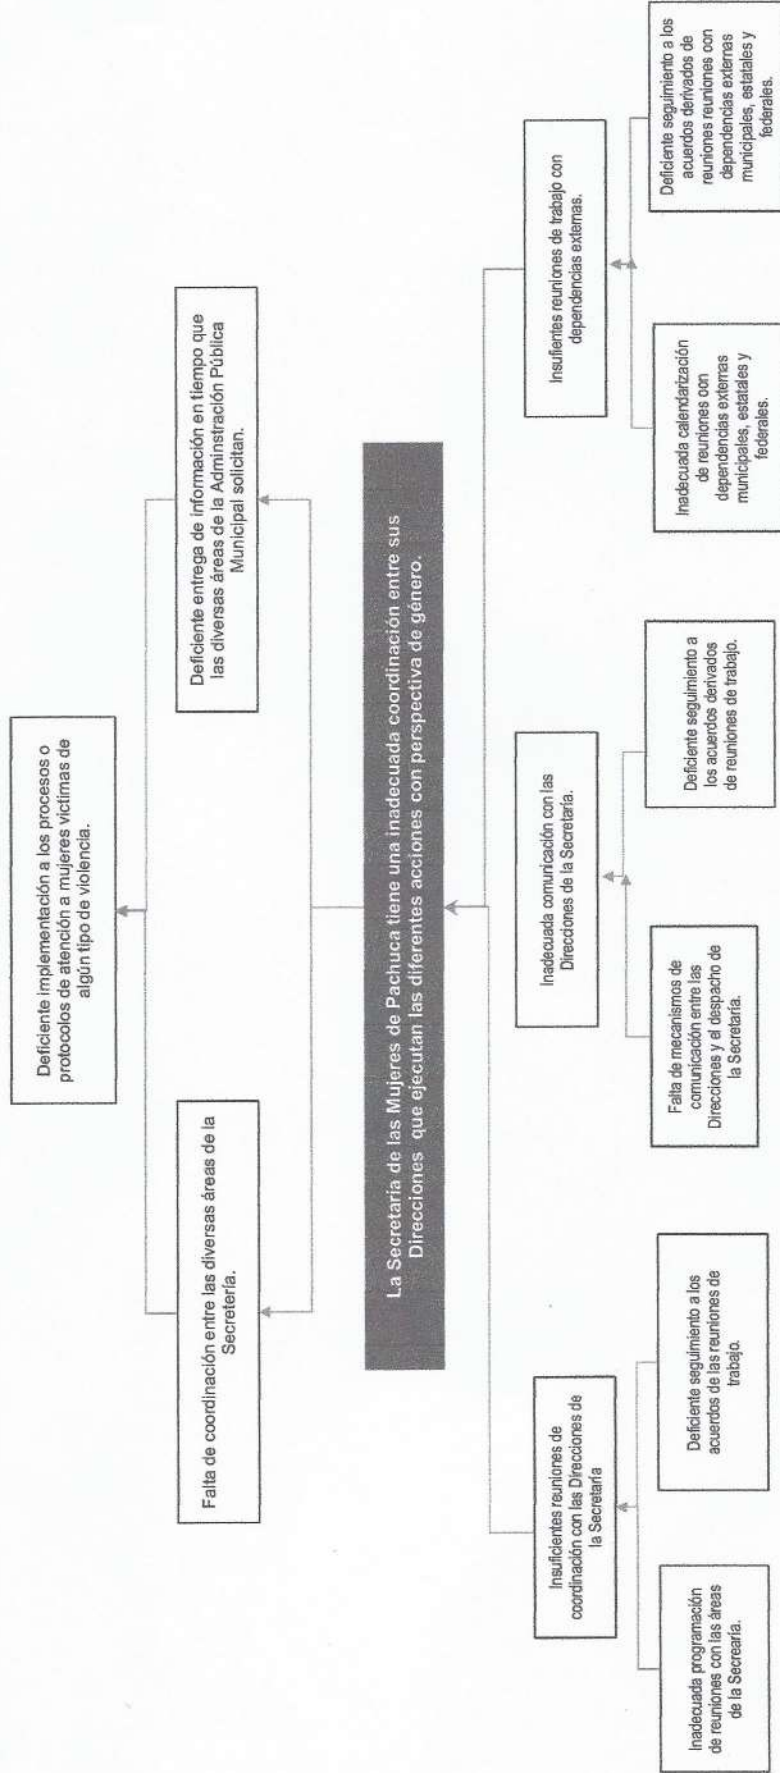 Deficiente implementación a los procesos o
protocolos de atención a mujeres victimas de
algún tipo de violencia.
Falta de coordinación entre las diversas áreas de la
Secretería.
Deficiente entrega de información en tiempo que
las diversas áreas de la Adminstración Pública
Municipal solicitan.
La Secretaría de las Mujeres de Pachuca tiene una inadecuada coordinación entre sus
Direcciones que ejecutan las diferentes acciones con perspectiva de género.
Insuficientes reuniones de
coordinación con las Direcciones de
la Secretaría
Inadecuada comunicación con las
Direcciones de la Secretaría.
Insufientes reuniones de trabajo con
dependencias externas.
Inadecuada programación
de reuniones con las áreas
de la Secrearía.
Deficiente seguimiento a los
acuerdos de las reuniones de
trabajo.
Falta de mecanismos de
comunicación entre las
Direcciones y el despacho de
la Secretaría.
Deficiente seguimiento a
los acuerdos derivados
de reuniones de trabajo.
Inadecuada calendarización
de reuniones oon
dependencias externas
municipales, estatales y
federales.
Deficiente seguimiento a los
acuerdos derivados de
reuniones reuniones oon
dependencias externas
municipales, estatales y
federales.